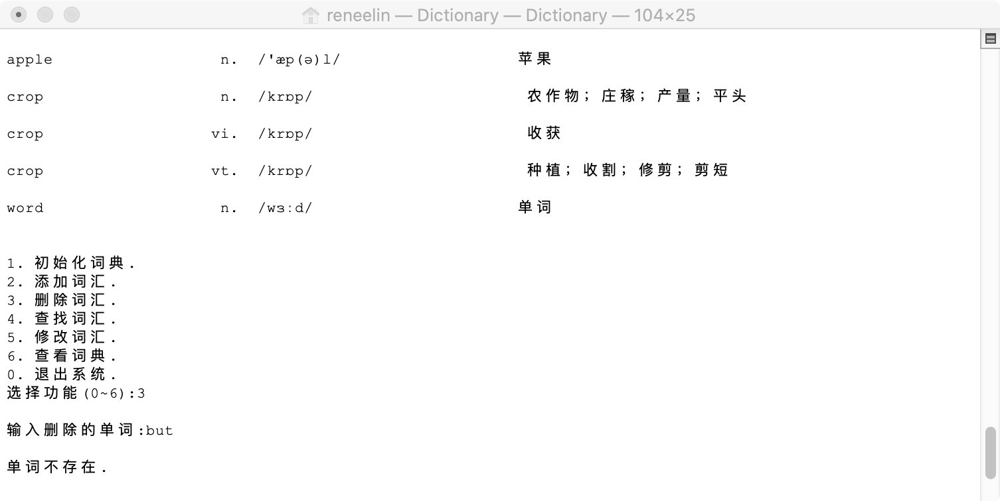 reneelin — Dictionary — Dictionary — 104×25
apple n. /'æp(ə)l/ 苹果
crop n. /krɒp/ 农作物；庄稼；产量；平头
crop vi. /krɒp/ 收获
crop vt. /krɒp/ 种植；收割；修剪；剪短
word n. /wɜːd/ 单词
1. 初始化词典.
2. 添加词汇.
3. 删除词汇.
4. 查找词汇.
5. 修改词汇.
6. 查看词典.
0. 退出系统.
选择功能(0~6):3
输入删除的单词:but
单词不存在.